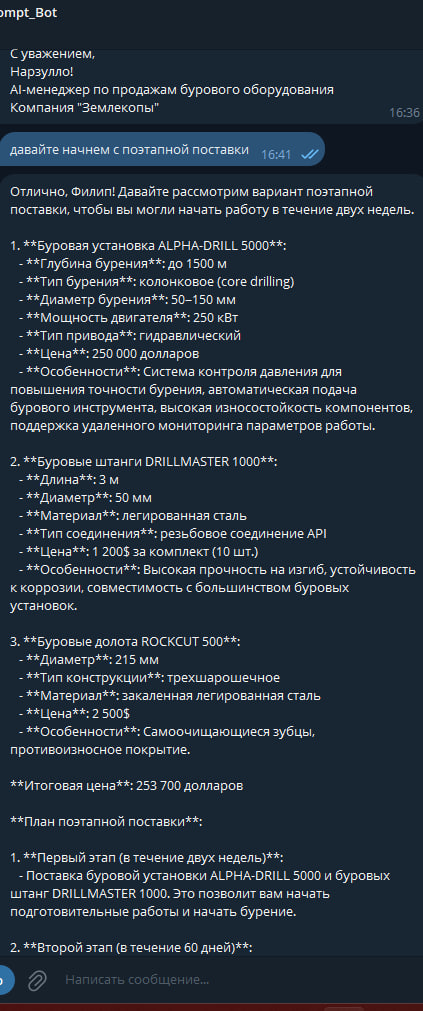 ompt_Bot
С уважением,
Нарзулло!
AI-менеджер по продажам бурового оборудования
Компания "Землекопы"
16:36
давайте начнем с поэтапной поставки 16:41
Отлично, Филип! Давайте рассмотрим вариант поэтапной
поставки, чтобы вы могли начать работу в течение двух недель.
1. **Буровая установка ALPHA-DRILL 5000**:
- **Глубина бурения**: до 1500 м
- **Тип бурения**: колонковое (core drilling)
- **Диаметр бурения**: 50–150 мм
- **Мощность двигателя**: 250 кВт
- **Тип привода**: гидравлический
- **Цена**: 250 000 долларов
- **Особенности**: Система контроля давления для
повышения точности бурения, автоматическая подача
бурового инструмента, высокая износостойкость компонентов,
поддержка удаленного мониторинга параметров работы.
2. **Буровые штанги DRILLMASTER 1000**:
- **Длина**: 3 м
- **Диаметр**: 50 мм
- **Материал**: легированная сталь
- **Тип соединения**: резьбовое соединение API
- **Цена**: 1 200$ за комплект (10 шт.)
- **Особенности**: Высокая прочность на изгиб, устойчивость
к коррозии, совместимость с большинством буровых
установок.
3. **Буровые долота ROCKCUT 500**:
- **Диаметр**: 215 мм
- **Тип конструкции**: трехшарошечное
- **Материал**: закаленная легированная сталь
- **Цена**: 2 500$
- **Особенности**: Самоочищающиеся зубцы,
противоизносное покрытие.
**Итоговая цена**: 253 700 долларов
**План поэтапной поставки**:
1. **Первый этап (в течение двух недель)**:
- Поставка буровой установки ALPHA-DRILL 5000 и буровых
штанг DRILLMASTER 1000. Это позволит вам начать
подготовительные работы и начать бурение.
2. **Второй этап (в течение 60 дней)**:
Написать сообщение...